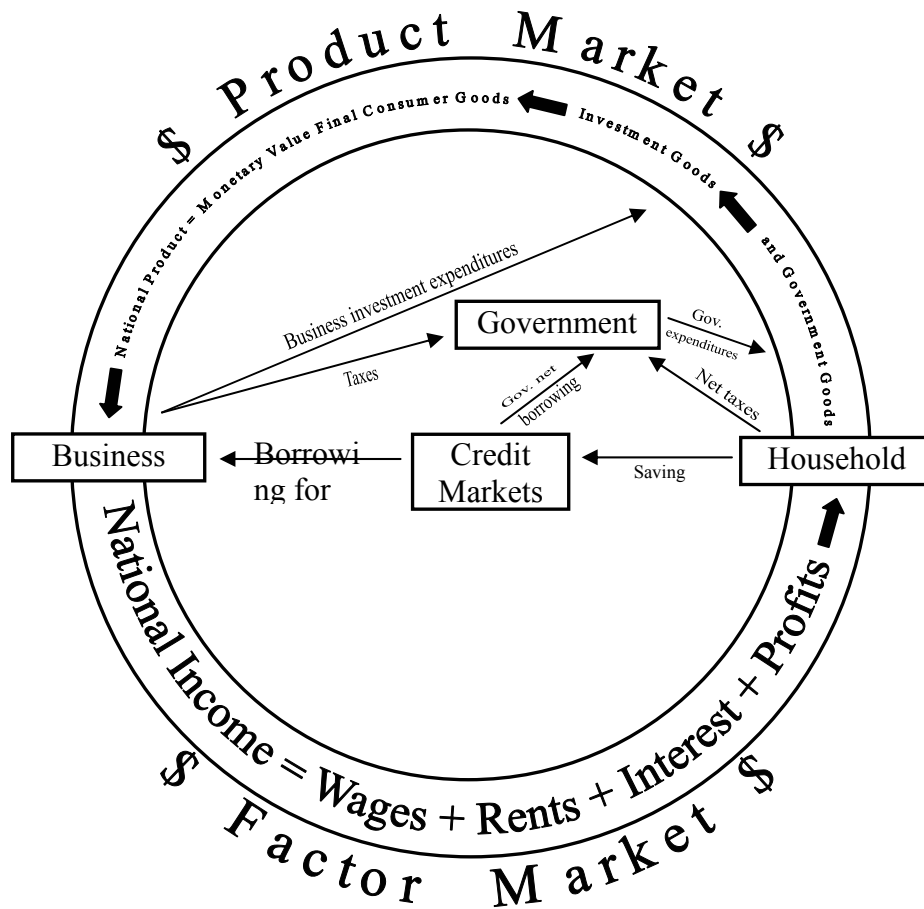 $ Product Market $
National Product = Monetary Value Final Consumer Goods
Investment Goods
and Government Goods
Business investment expenditures
Taxes
Government
Gov.
expenditures
Gov. net
borrowing
Net taxes
Business
Borrowi
ng for
Credit
Markets
Saving
Household
National Income = Wages + Rents + Interest + Profits
$ Factor Market $